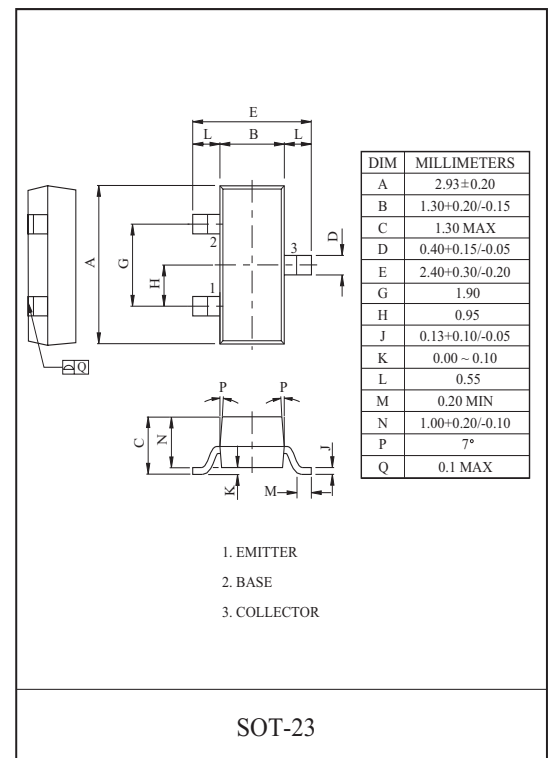 E
L B L
A
G
H
D
2
3
1
Q
DIM MILLIMETERS
A 2.93±0.20
B 1.30+0.20/-0.15
C 1.30 MAX
D 0.40+0.15/-0.05
E 2.40+0.30/-0.20
G 1.90
H 0.95
J 0.13+0.10/-0.05
K 0.00 ~ 0.10
L 0.55
M 0.20 MIN
N 1.00+0.20/-0.10
P 7°
Q 0.1 MAX
P P
C
N
K
M
J
1. EMITTER
2. BASE
3. COLLECTOR
SOT-23